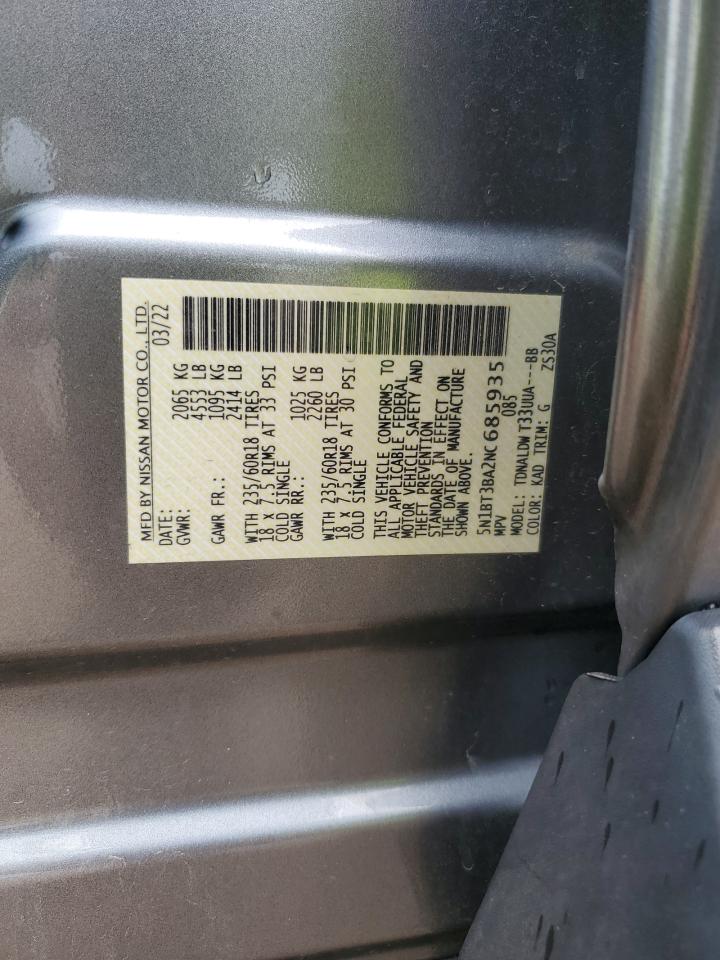 MFD BY NISSAN MOTOR CO., LTD.
DATE: 03/22
GVWR: 2065 KG
4553 LB
GAWR FR.: 1095 KG
2414 LB
WITH 235/60R18 TIRES
18 X 7.5 RIMS AT 33 PSI
COLD SINGLE
GAWR RR.: 1025 KG
2260 LB
WITH 235/60R18 TIRES
18 X 7.5 RIMS AT 30 PSI
COLD SINGLE
THIS VEHICLE CONFORMS TO
ALL APPLICABLE FEDERAL
MOTOR VEHICLE SAFETY AND
THEFT PREVENTION
STANDARDS IN EFFECT ON
THE DATE OF MANUFACTURE
SHOWN ABOVE.
5N1BT3BA2NC685935
MPV 085
MODEL: TDNALDW T33UUA---BB
COLOR: KAD TRIM: G ZS30A